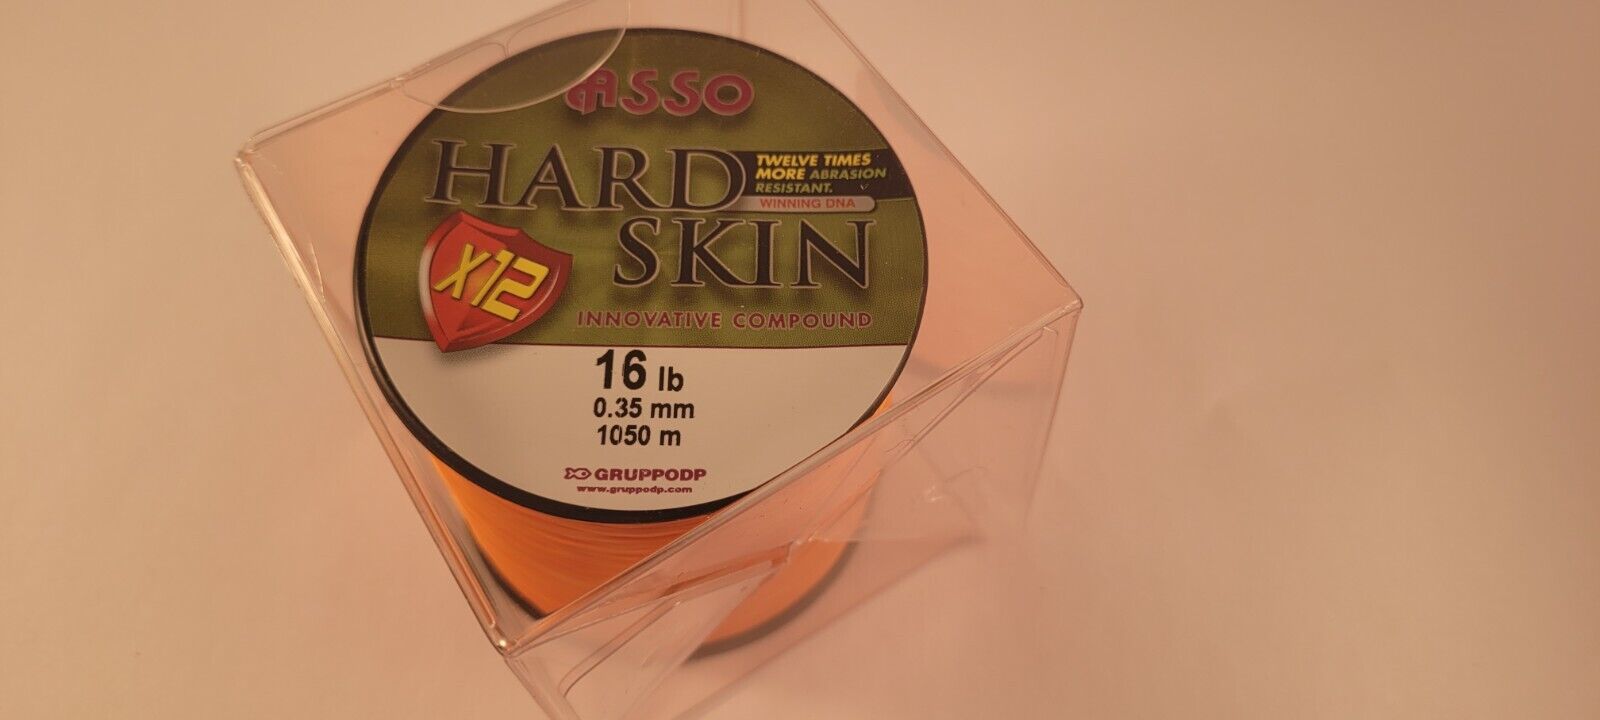 ASSO
HARD
TWELVE TIMES
MORE ABRASION
RESISTANT.
WINNING DNA
SKIN
X12
INNOVATIVE COMPOUND
16 lb
0.35 mm
1050 m
GRUPPODP
www.gruppodp.com